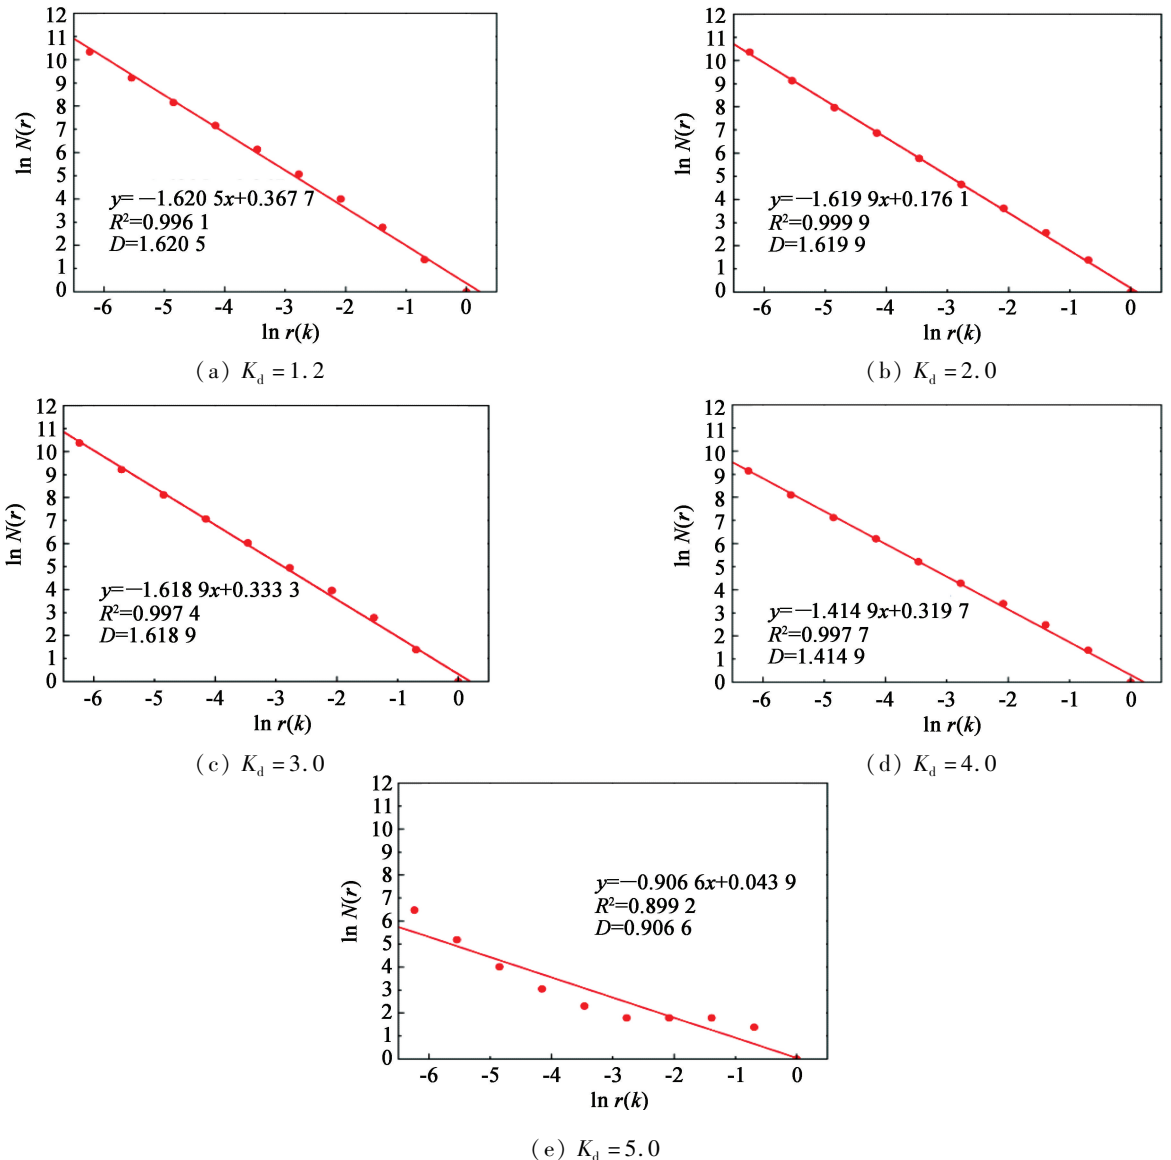 12
11
10
9
8
7
6
5
4
3
2
1
0
ln N(r)
y=−1.620 5x+0.367 7
R²=0.996 1
D=1.620 5
-6 -5 -4 -3 -2 -1 0
ln r(k)
(a) K_d =1.2
12
11
10
9
8
7
6
5
4
3
2
1
0
ln N(r)
y=−1.619 9x+0.176 1
R²=0.999 9
D=1.619 9
-6 -5 -4 -3 -2 -1 0
ln r(k)
(b) K_d =2.0
12
11
10
9
8
7
6
5
4
3
2
1
0
ln N(r)
y=−1.618 9x+0.333 3
R²=0.997 4
D=1.618 9
-6 -5 -4 -3 -2 -1 0
ln r(k)
(c) K_d =3.0
12
11
10
9
8
7
6
5
4
3
2
1
0
ln N(r)
y=−1.414 9x+0.319 7
R²=0.997 7
D=1.414 9
-6 -5 -4 -3 -2 -1 0
ln r(k)
(d) K_d =4.0
12
11
10
9
8
7
6
5
4
3
2
1
0
ln N(r)
y=−0.906 6x+0.043 9
R²=0.899 2
D=0.906 6
-6 -5 -4 -3 -2 -1 0
ln r(k)
(e) K_d =5.0